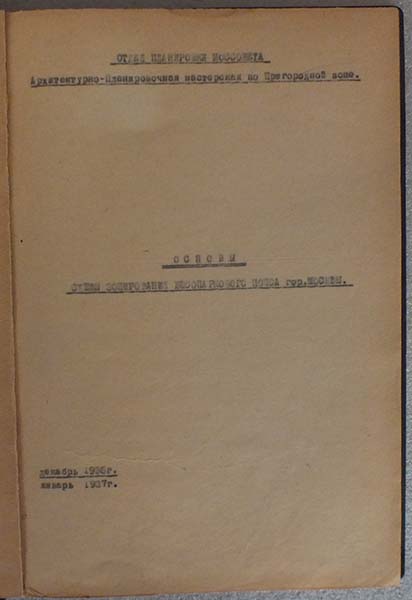 ОТДЕЛ ПЛАНИРОВКИ МОССОВЕТА
Архитектурно-Планировочная мастерская по Пригородной зоне.
ОСНОВЫ
СХЕМЫ ЗОНИРОВАНИЯ ЛЕСОПАРКОВОГО ПОЯСА гор.МОСКВЫ.
декабрь 1936г.
январь 1937г.